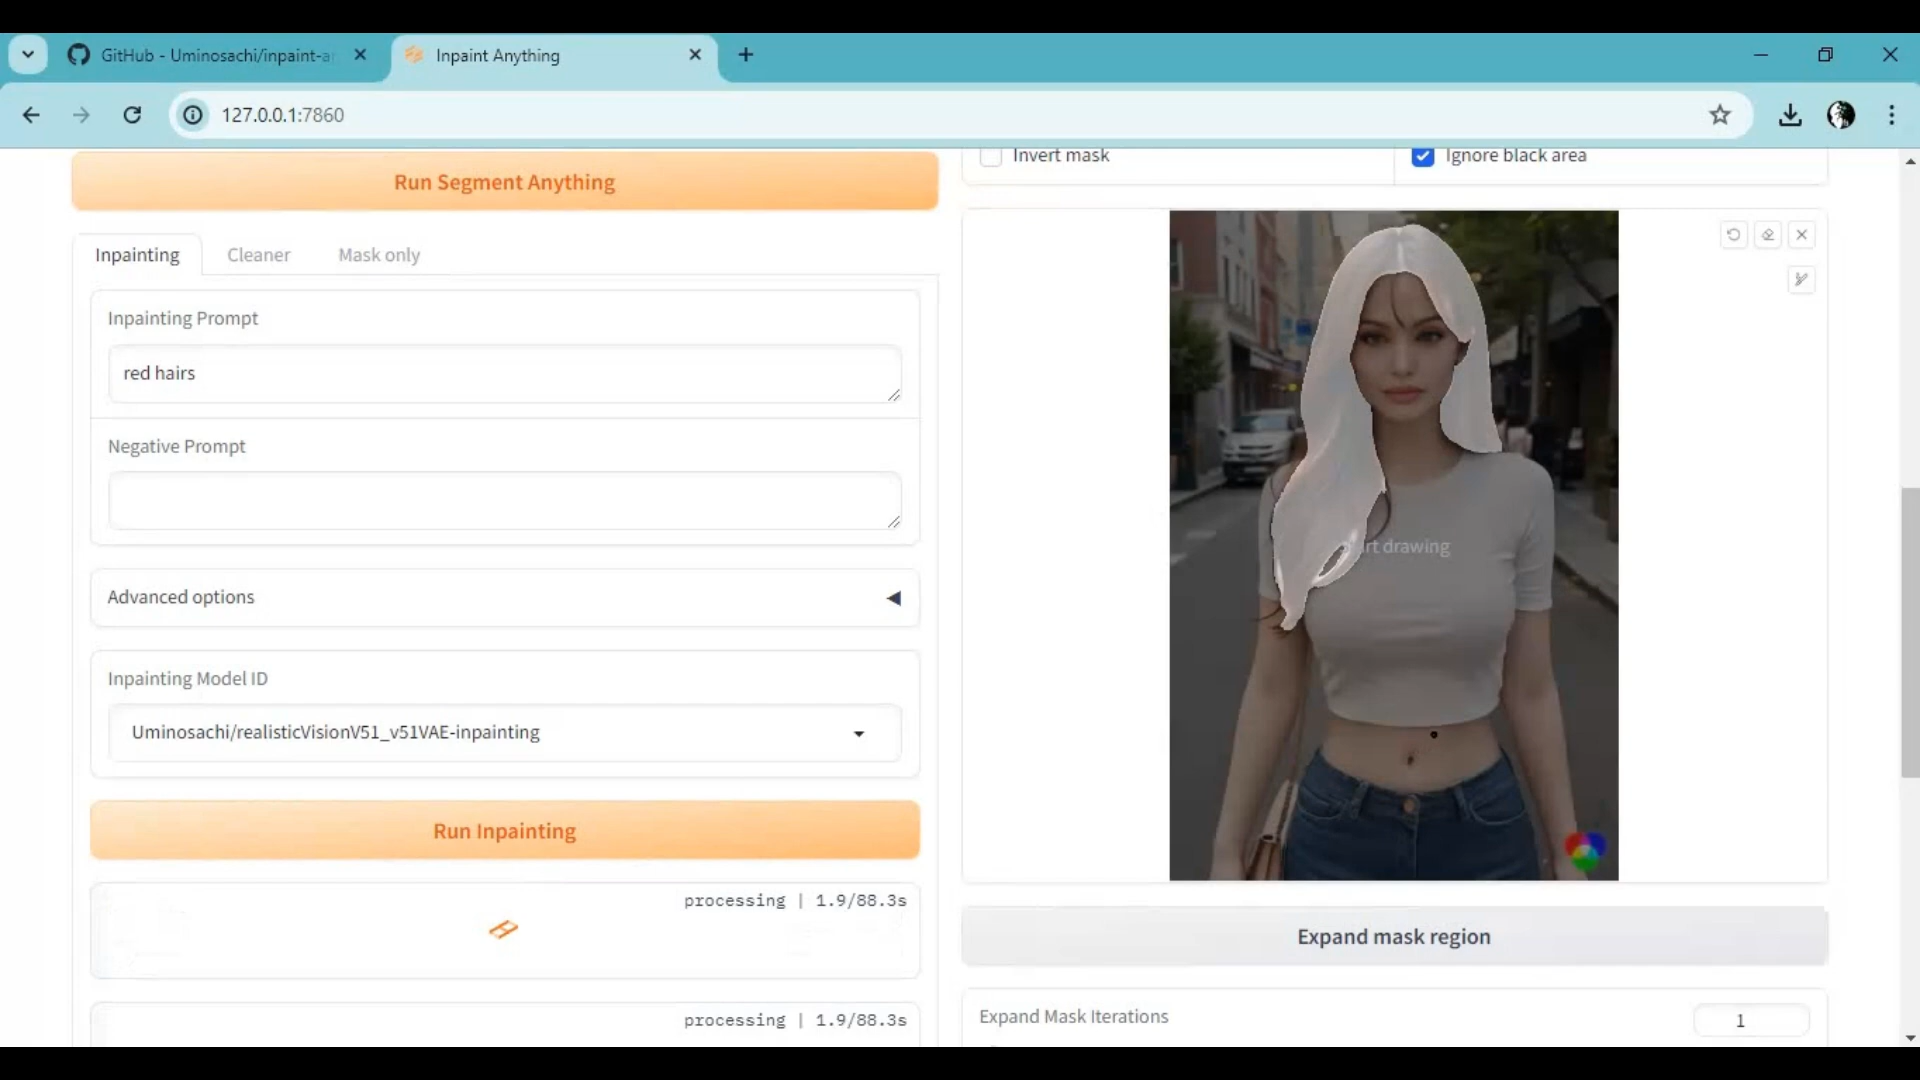 GitHub - Uminosachi/inpaint-a
Inpaint Anything
127.0.0.1:7860
Run Segment Anything
Inpainting
Cleaner
Mask only
Inpainting Prompt
red hairs
Negative Prompt
Advanced options
Inpainting Model ID
Uminosachi/realisticVisionV51_v51VAE-inpainting
Run Inpainting
processing | 1.9/88.3s
processing | 1.9/88.3s
Invert mask
Ignore black area
drawing
Expand mask region
Expand Mask Iterations
1